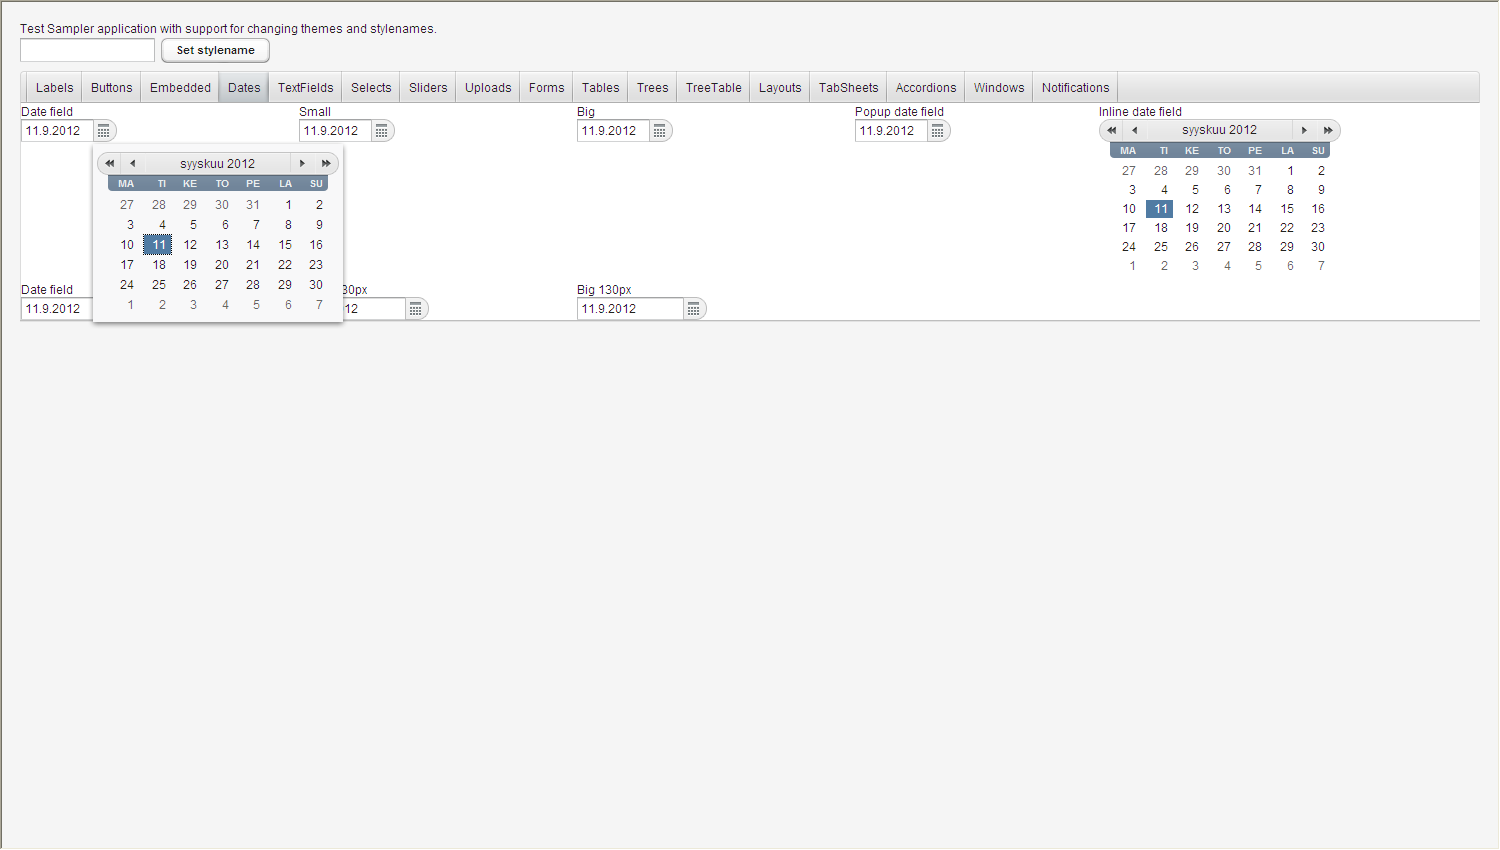 Test Sampler application with support for changing themes and stylenames.
Set stylename
Labels Buttons Embedded Dates TextFields Selects Sliders Uploads Forms Tables Trees TreeTable Layouts TabSheets Accordions Windows Notifications
Date field Small Big Popup date field Inline date field
11.9.2012 11.9.2012 11.9.2012 11.9.2012
syyskuu 2012
MA TI KE TO PE LA SU
27 28 29 30 31 1 2
3 4 5 6 7 8 9
10 11 12 13 14 15 16
17 18 19 20 21 22 23
24 25 26 27 28 29 30
1 2 3 4 5 6 7
syyskuu 2012
MA TI KE TO PE LA SU
27 28 29 30 31 1 2
3 4 5 6 7 8 9
10 11 12 13 14 15 16
17 18 19 20 21 22 23
24 25 26 27 28 29 30
1 2 3 4 5 6 7
Date field 30px Big 130px
11.9.2012 12 11.9.2012